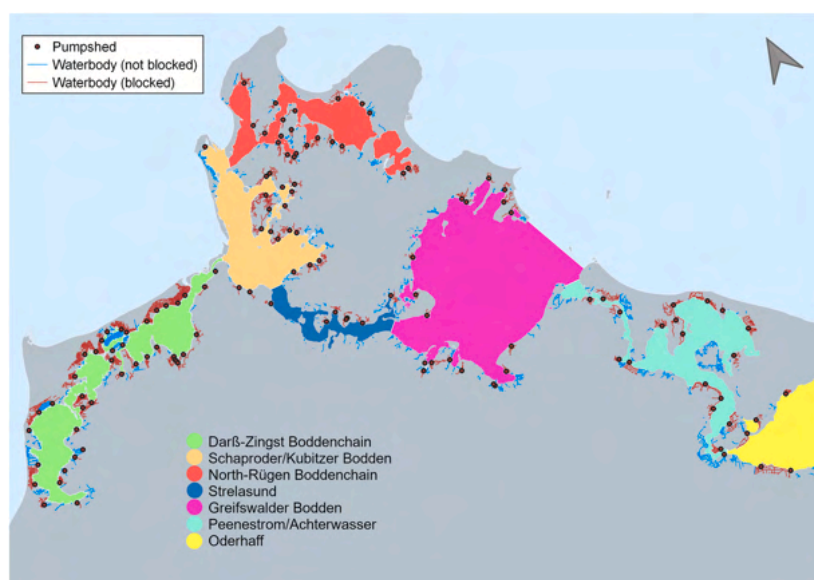 Pumpshed
Waterbody (not blocked)
Waterbody (blocked)
Darß-Zingst Boddenchain
Schaproder/Kubitzer Bodden
North-Rügen Boddenchain
Strelasund
Greifswalder Bodden
Peenestrom/Achterwasser
Oderhaff